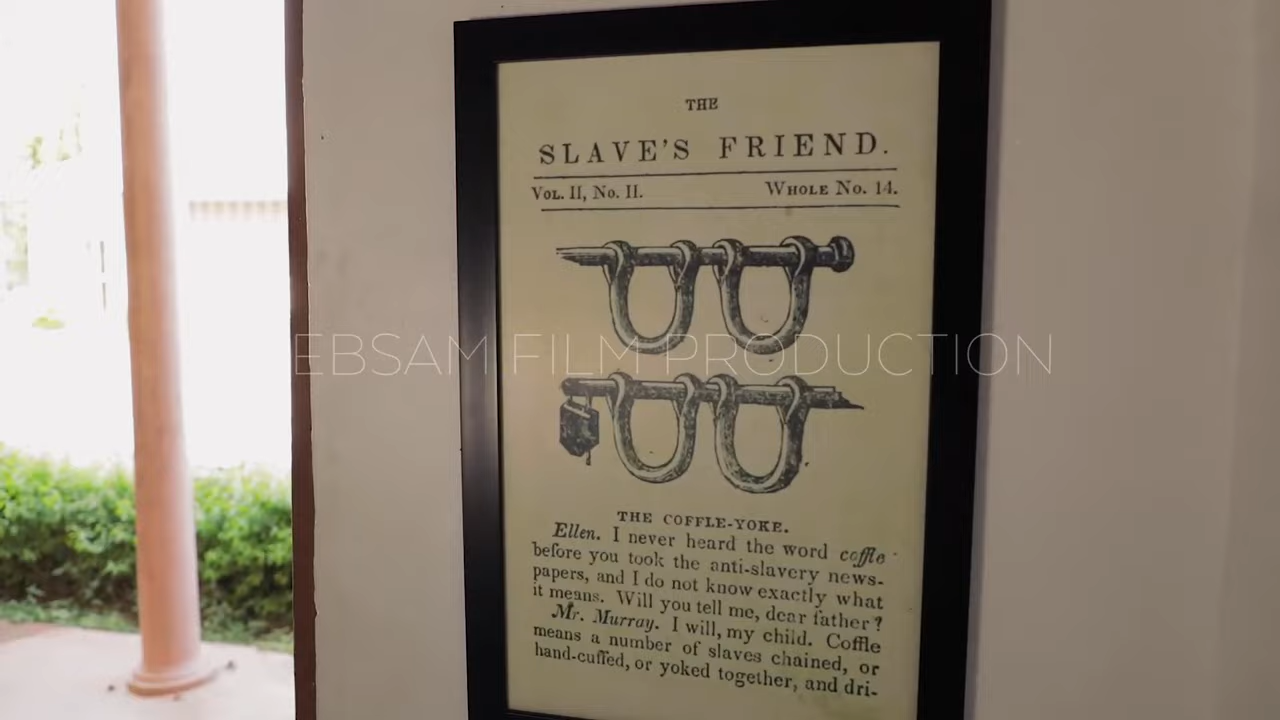 THE
SLAVE'S FRIEND.
VOL. II, NO. II. WHOLE NO. 14.
EBSAM FILM PRODUCTION
THE COFFLE-YOKE.
Ellen. I never heard the word coffle
before you took the anti-slavery news-
papers, and I do not know exactly what
it means. Will you tell me, dear father?
Mr. Murray. I will, my child. Coffle
means a number of slaves chained, or
hand-cuffed, or yoked together, and dri-